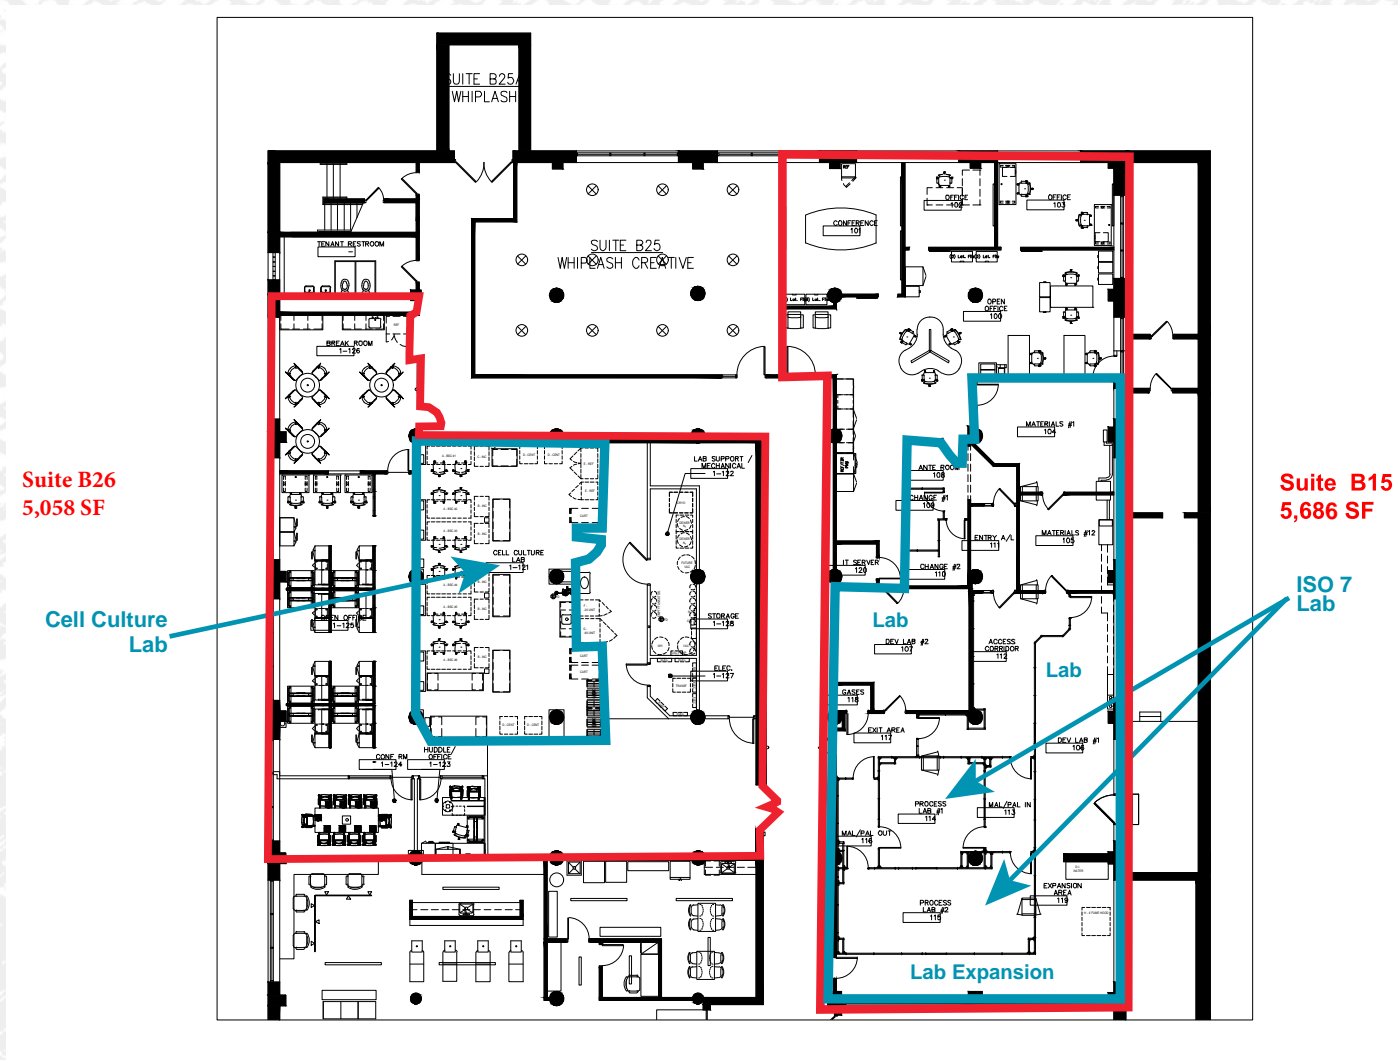 SUITE B25A
WHIPLASH
SUITE B25
WHIPLASH CREATIVE
TENANT RESTROOM
BREAK ROOM
1-126
CONFERENCE
101
OFFICE
102
OFFICE
103
OPEN
OFFICE
100
MATERIALS #1
104
LAB SUPPORT /
MECHANICAL
1-122
ANTE ROOM
108
CHANGE #1
109
Suite B26
5,058 SF
Suite B15
5,686 SF
ENTRY A/L
111
MATERIALS #12
105
CELL CULTURE
LAB
1-121
IT SERVER
120
CHANGE #2
110
ISO 7
Lab
Cell Culture
Lab
OPEN OFFICE
1-125
STORAGE
1-128
Lab
DEV LAB #2
107
ACCESS
CORRIDOR
112
Lab
ELEC.
1-127
GASES
118
EXIT AREA
117
DEV LAB #1
106
CONF RM
1-124
HUDDLE/
OFFICE
1-123
PROCESS
LAB #1
114
MAL/PAL IN
113
MAL/PAL OUT
116
EXPANSION
AREA
119
PROCESS
LAB #2
115
Lab Expansion